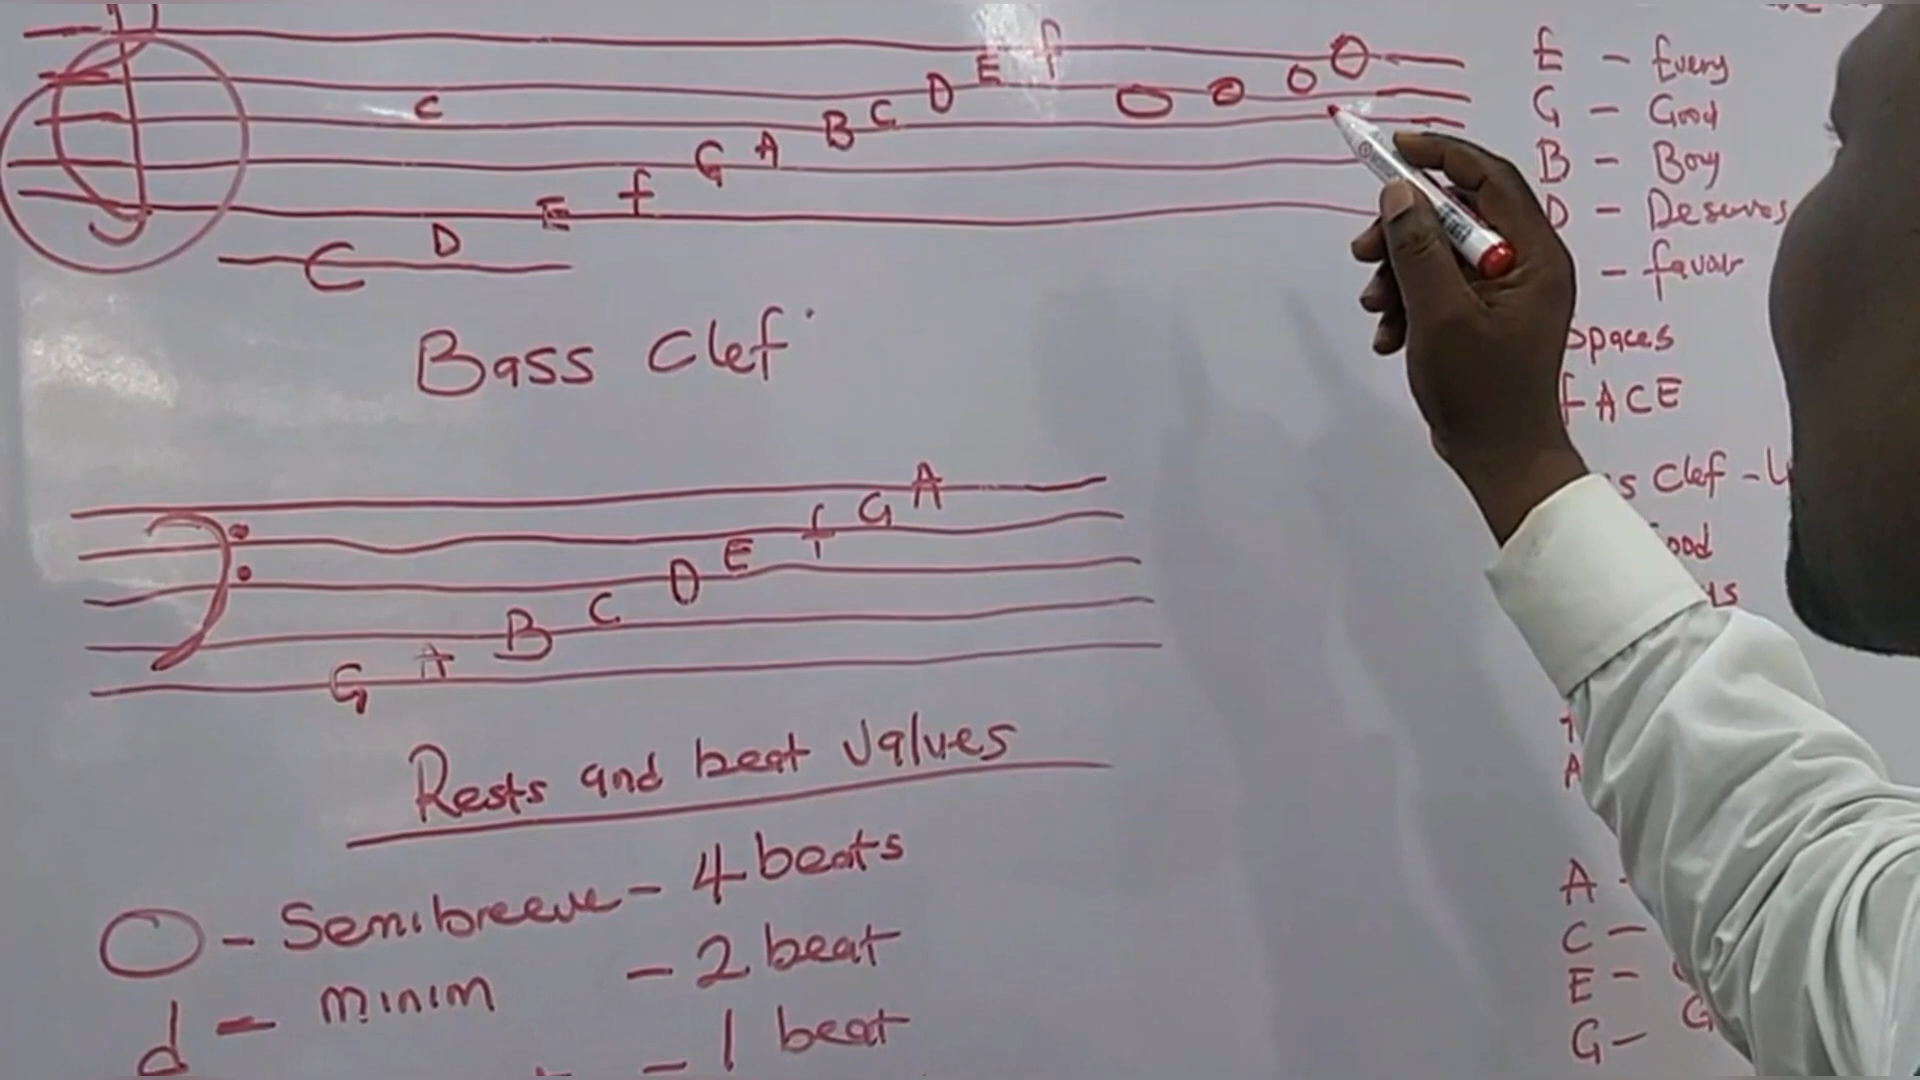 E f
C D
B C
G A
E f
C D
Bass Clef
A
f G
D E
B C
G A
Rests and beat values
O - Semibreeve - 4 beats
d - minim - 2 beat
- 1 beat
E - Every
G - Good
B - Boy
D - Deserves
- favour
Spaces
fACE
s Clef -
ood
A
A -
C -
E -
G - G